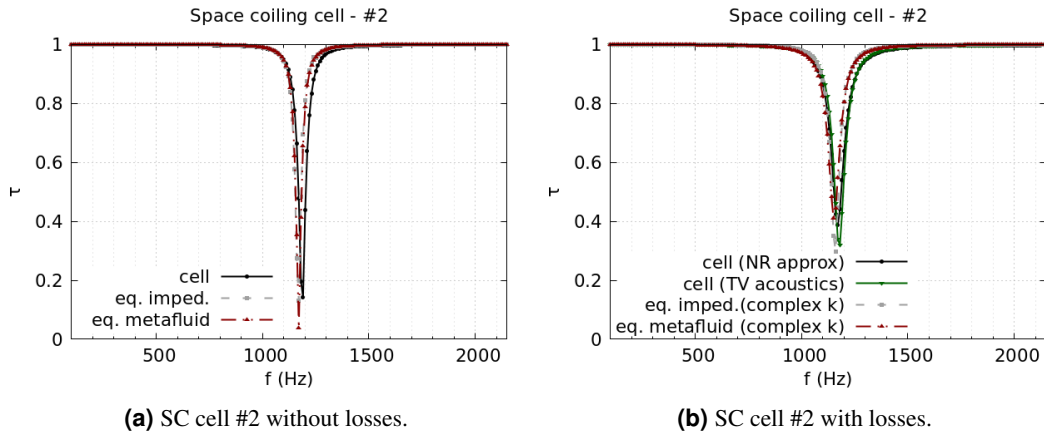 Space coiling cell - #2
1
0.8
0.6
0.4
0.2
0
τ
cell
eq. imped.
eq. metafluid
500
1000
1500
2000
f (Hz)
(a) SC cell #2 without losses.
Space coiling cell - #2
1
0.8
0.6
0.4
0.2
0
τ
cell (NR approx)
cell (TV acoustics)
eq. imped.(complex k)
eq. metafluid (complex k)
500
1000
1500
2000
f (Hz)
(b) SC cell #2 with losses.